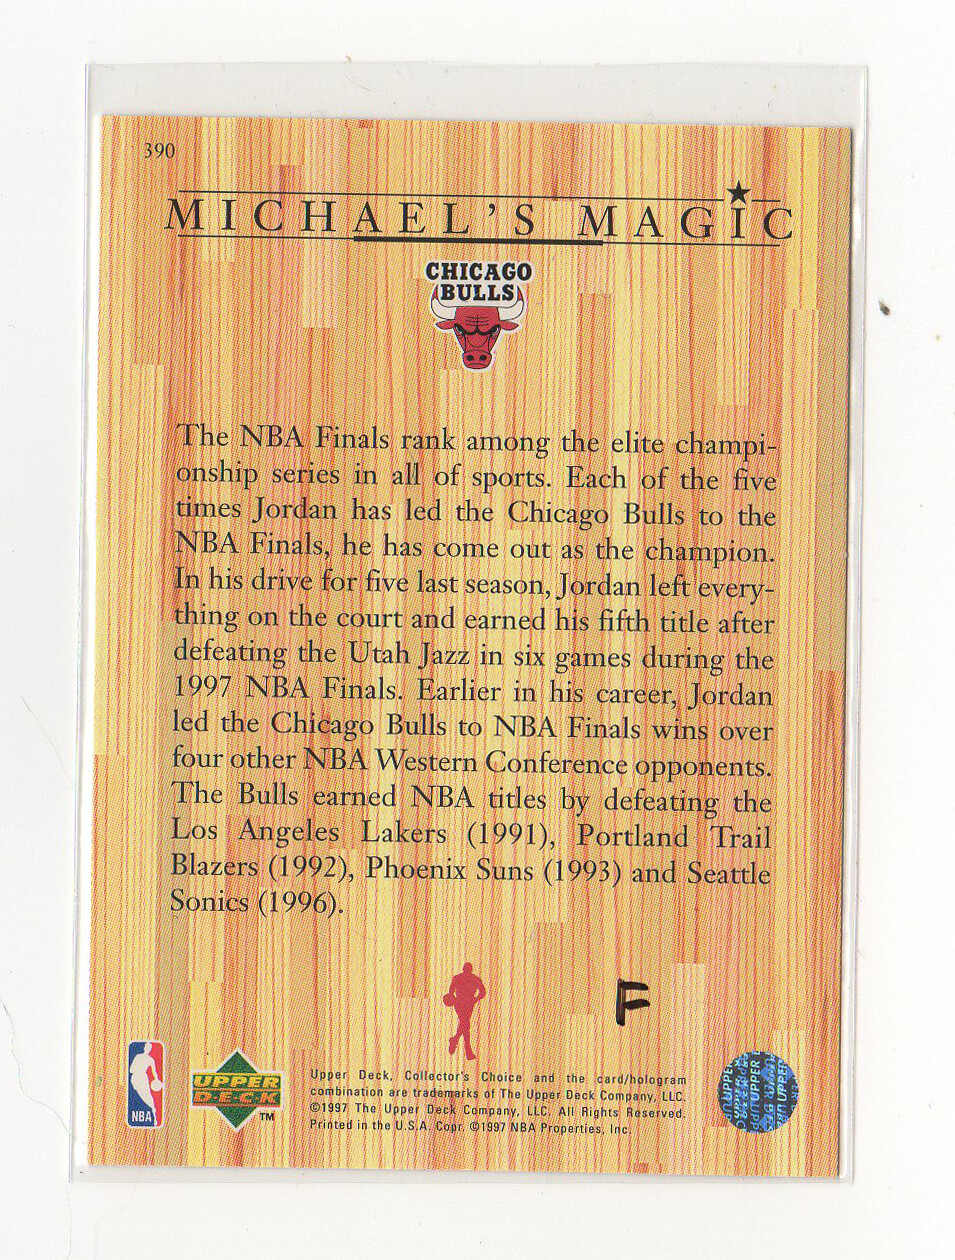 390
MICHAEL'S MAGIC
CHICAGO
BULLS
The NBA Finals rank among the elite champi-
onship series in all of sports. Each of the five
times Jordan has led the Chicago Bulls to the
NBA Finals, he has come out as the champion.
In his drive for five last season, Jordan left every-
thing on the court and earned his fifth title after
defeating the Utah Jazz in six games during the
1997 NBA Finals. Earlier in his career, Jordan
led the Chicago Bulls to NBA Finals wins over
four other NBA Western Conference opponents.
The Bulls earned NBA titles by defeating the
Los Angeles Lakers (1991), Portland Trail
Blazers (1992), Phoenix Suns (1993) and Seattle
Sonics (1996).
F
NBA
UPPER
D·E·C·K
TM
Upper Deck, Collector's Choice and the card/hologram
combination are trademarks of The Upper Deck Company, LLC.
©1997 The Upper Deck Company, LLC. All Rights Reserved.
Printed in the U.S.A. Copr. ©1997 NBA Properties, Inc.
UPPER